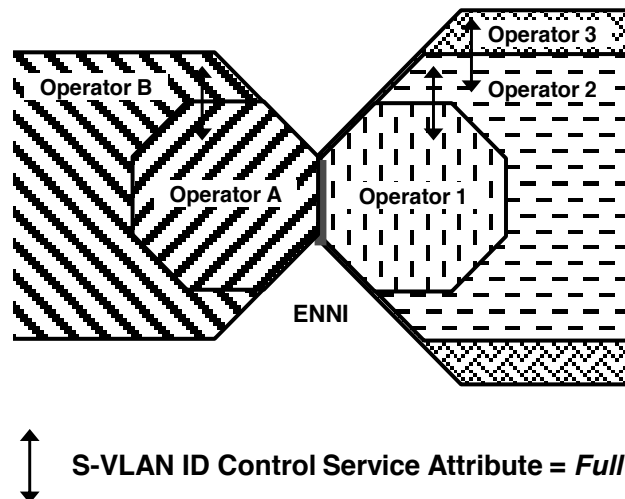 Operator 3
Operator B
Operator 2
Operator A
Operator 1
ENNI
S-VLAN ID Control Service Attribute = Full